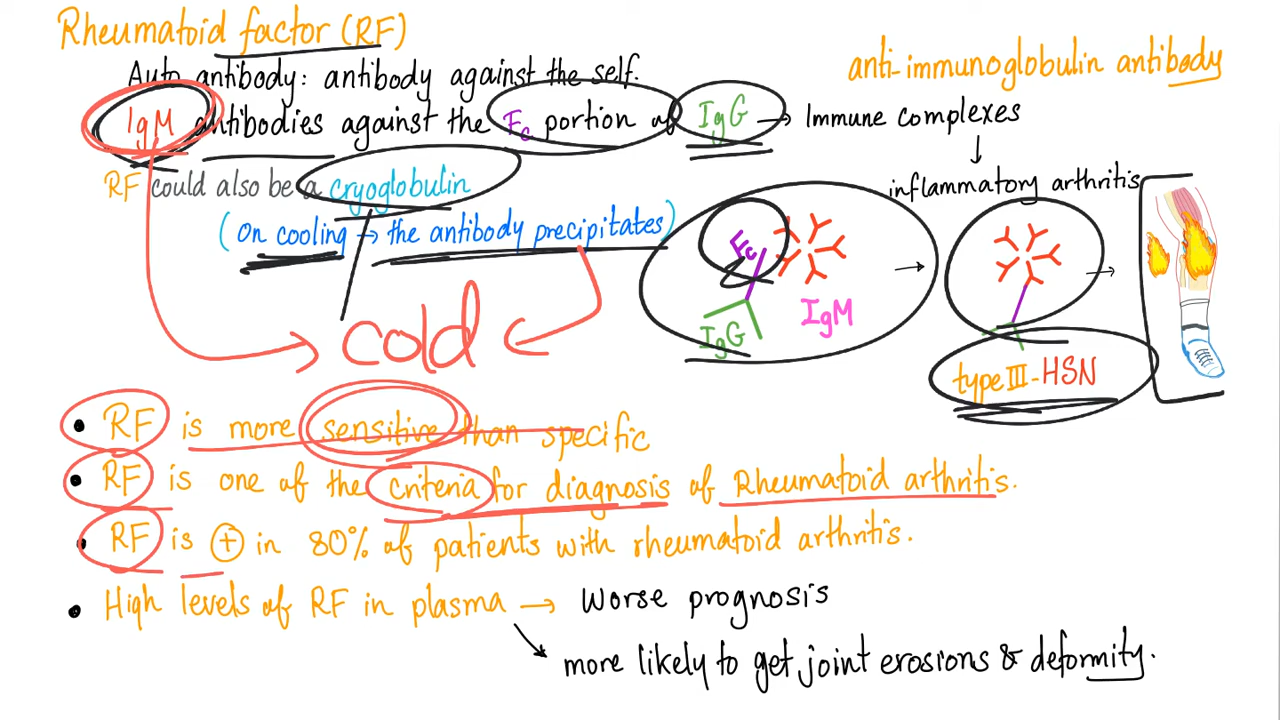 Rheumatoid factor (RF)
anti-immunoglobulin antibody
Auto antibody: antibody against the self.
IgM antibodies against the Fc portion of IgG → Immune complexes
↓
inflammatory arthritis
RF could also be a cryoglobulin
(On cooling → the antibody precipitates)
Fc
IgG
IgM
→
→
type III-HSN
cold
• RF is more sensitive than specific
• RF is one of the criteria for diagnosis of Rheumatoid arthritis.
• RF is + in 80% of patients with rheumatoid arthritis.
• High levels of RF in plasma → Worse prognosis
more likely to get joint erosions & deformity.